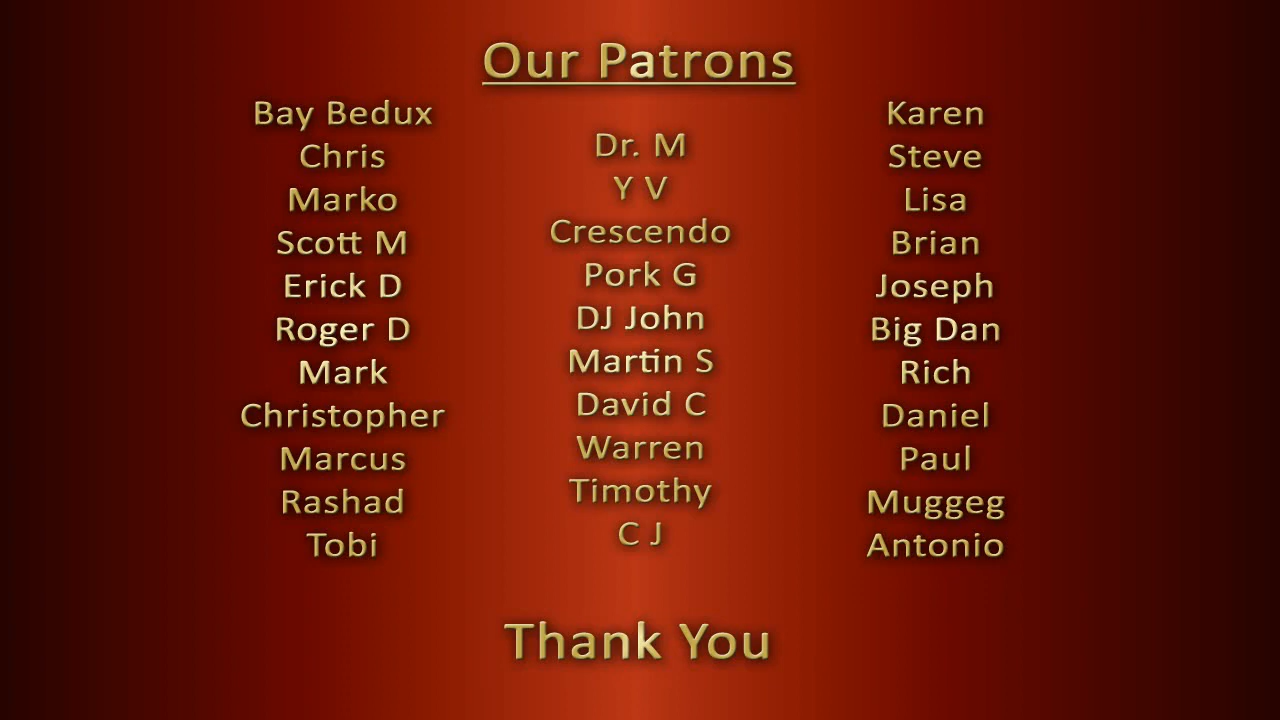 Our Patrons
Bay Bedux
Chris
Marko
Scott M
Erick D
Roger D
Mark
Christopher
Marcus
Rashad
Tobi
Dr. M
Y V
Crescendo
Pork G
DJ John
Martin S
David C
Warren
Timothy
C J
Karen
Steve
Lisa
Brian
Joseph
Big Dan
Rich
Daniel
Paul
Muggeg
Antonio
Thank You